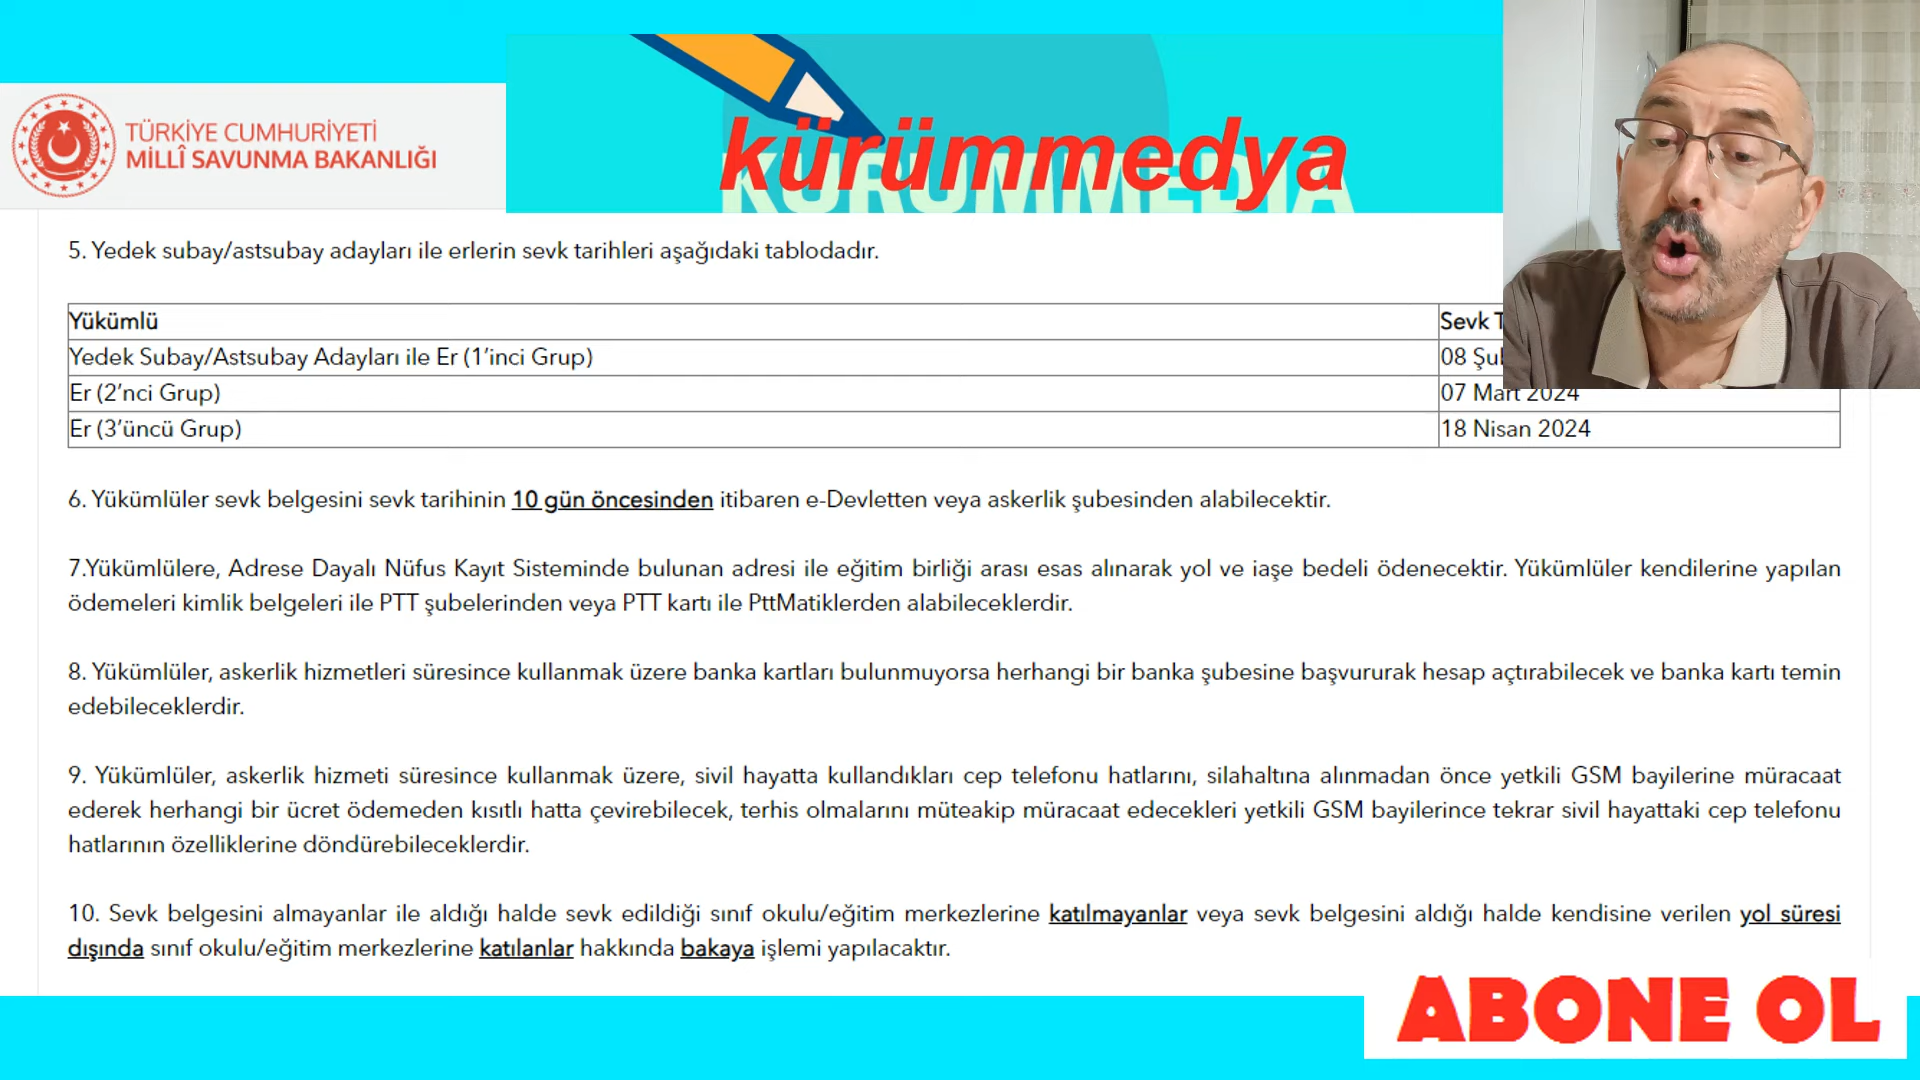 TÜRKİYE CUMHURİYETİ
MİLLÎ SAVUNMA BAKANLIĞI
kürümmedya
KURUMMEDIA
5. Yedek subay/astsubay adayları ile erlerin sevk tarihleri aşağıdaki tablodadır.
Yükümlü Sevk
Yedek Subay/Astsubay Adayları ile Er (1’inci Grup) 08
Er (2’nci Grup) 07 Mart 2024
Er (3’üncü Grup) 18 Nisan 2024
6. Yükümlüler sevk belgesini sevk tarihinin 10 gün öncesinden itibaren e-Devletten veya askerlik şubesinden alabilecektir.
7.Yükümlülere, Adrese Dayalı Nüfus Kayıt Sisteminde bulunan adresi ile eğitim birliği arası esas alınarak yol ve iaşe bedeli ödenecektir. Yükümlüler kendilerine yapılan
ödemeleri kimlik belgeleri ile PTT şubelerinden veya PTT kartı ile PttMatiklerden alabileceklerdir.
8. Yükümlüler, askerlik hizmetleri süresince kullanmak üzere banka kartları bulunmuyorsa herhangi bir banka şubesine başvururak hesap açtırabilecek ve banka kartı temin
edebileceklerdir.
9. Yükümlüler, askerlik hizmeti süresince kullanmak üzere, sivil hayatta kullandıkları cep telefonu hatlarını, silahaltına alınmadan önce yetkili GSM bayilerine müracaat
ederek herhangi bir ücret ödemeden kısıtlı hatta çevirebilecek, terhis olmalarını müteakip müracaat edecekleri yetkili GSM bayilerince tekrar sivil hayattaki cep telefonu
hatlarının özelliklerine döndürebileceklerdir.
10. Sevk belgesini almayanlar ile aldığı halde sevk edildiği sınıf okulu/eğitim merkezlerine katılmayanlar veya sevk belgesini aldığı halde kendisine verilen yol süresi
dışında sınıf okulu/eğitim merkezlerine katılanlar hakkında bakaya işlemi yapılacaktır.
ABONE OL